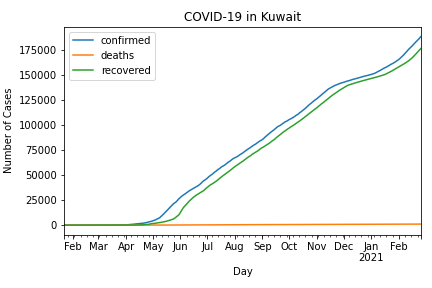 COVID-19 in Kuwait
confirmed
deaths
recovered
Number of Cases
175000
150000
125000
100000
75000
50000
25000
0
Feb Mar Apr May Jun Jul Aug Sep Oct Nov Dec Jan Feb
2021
Day